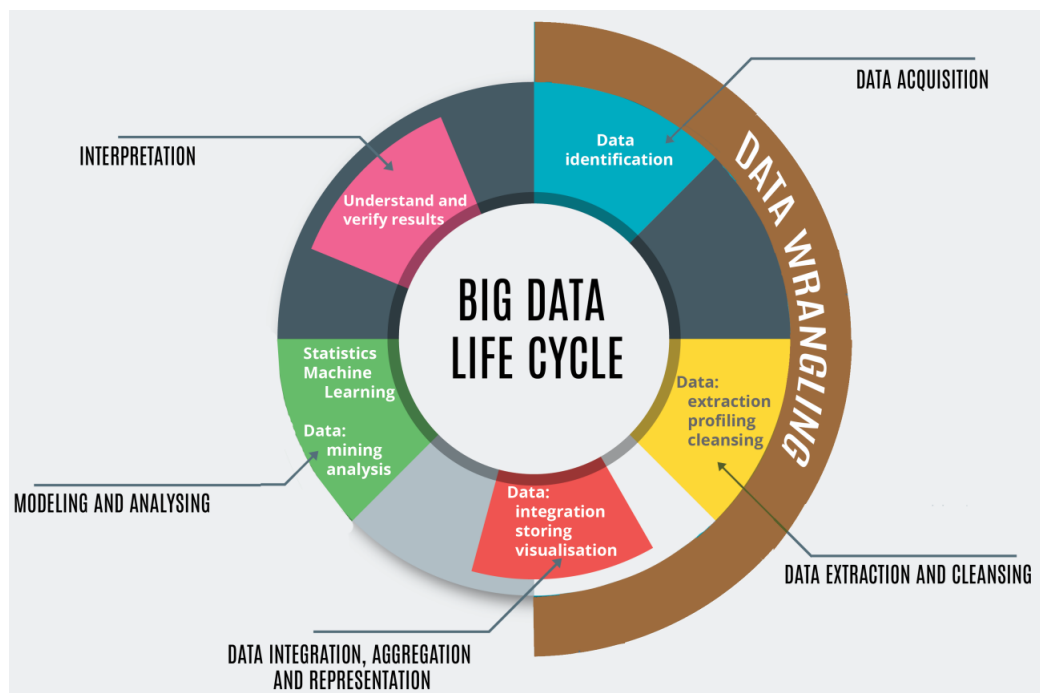 BIG DATA
LIFE CYCLE
DATA ACQUISITION
Data
identification
DATA WRANGLING
Data:
extraction
profiling
cleansing
DATA EXTRACTION AND CLEANSING
Data:
integration
storing
visualisation
DATA INTEGRATION, AGGREGATION
AND REPRESENTATION
Statistics
Machine
Learning
Data:
mining
analysis
MODELING AND ANALYSING
INTERPRETATION
Understand and
verify results